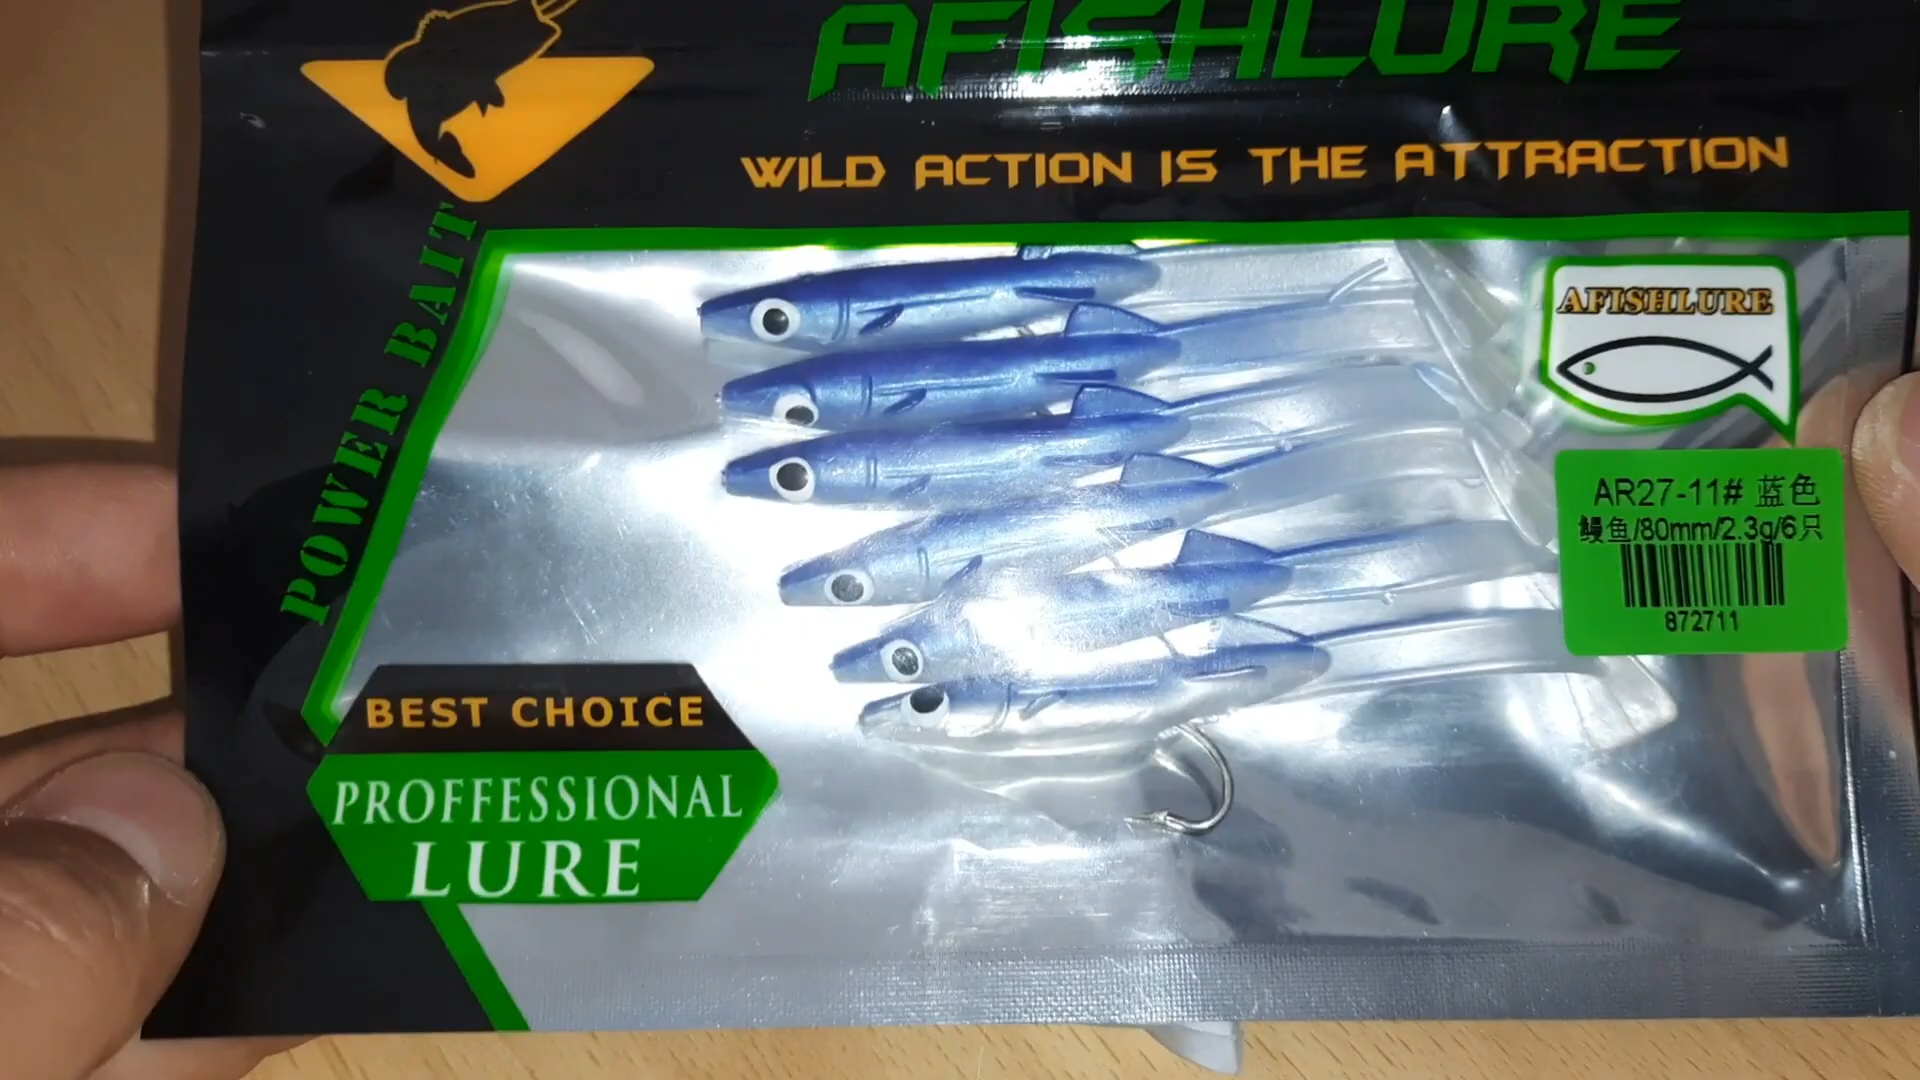 AFISHLURE
WILD ACTION IS THE ATTRACTION
POWER BAIT
AFISHLURE
AR27-11# 蓝色
鳗鱼/80mm/2.3g/6只
872711
BEST CHOICE
PROFFESSIONAL
LURE